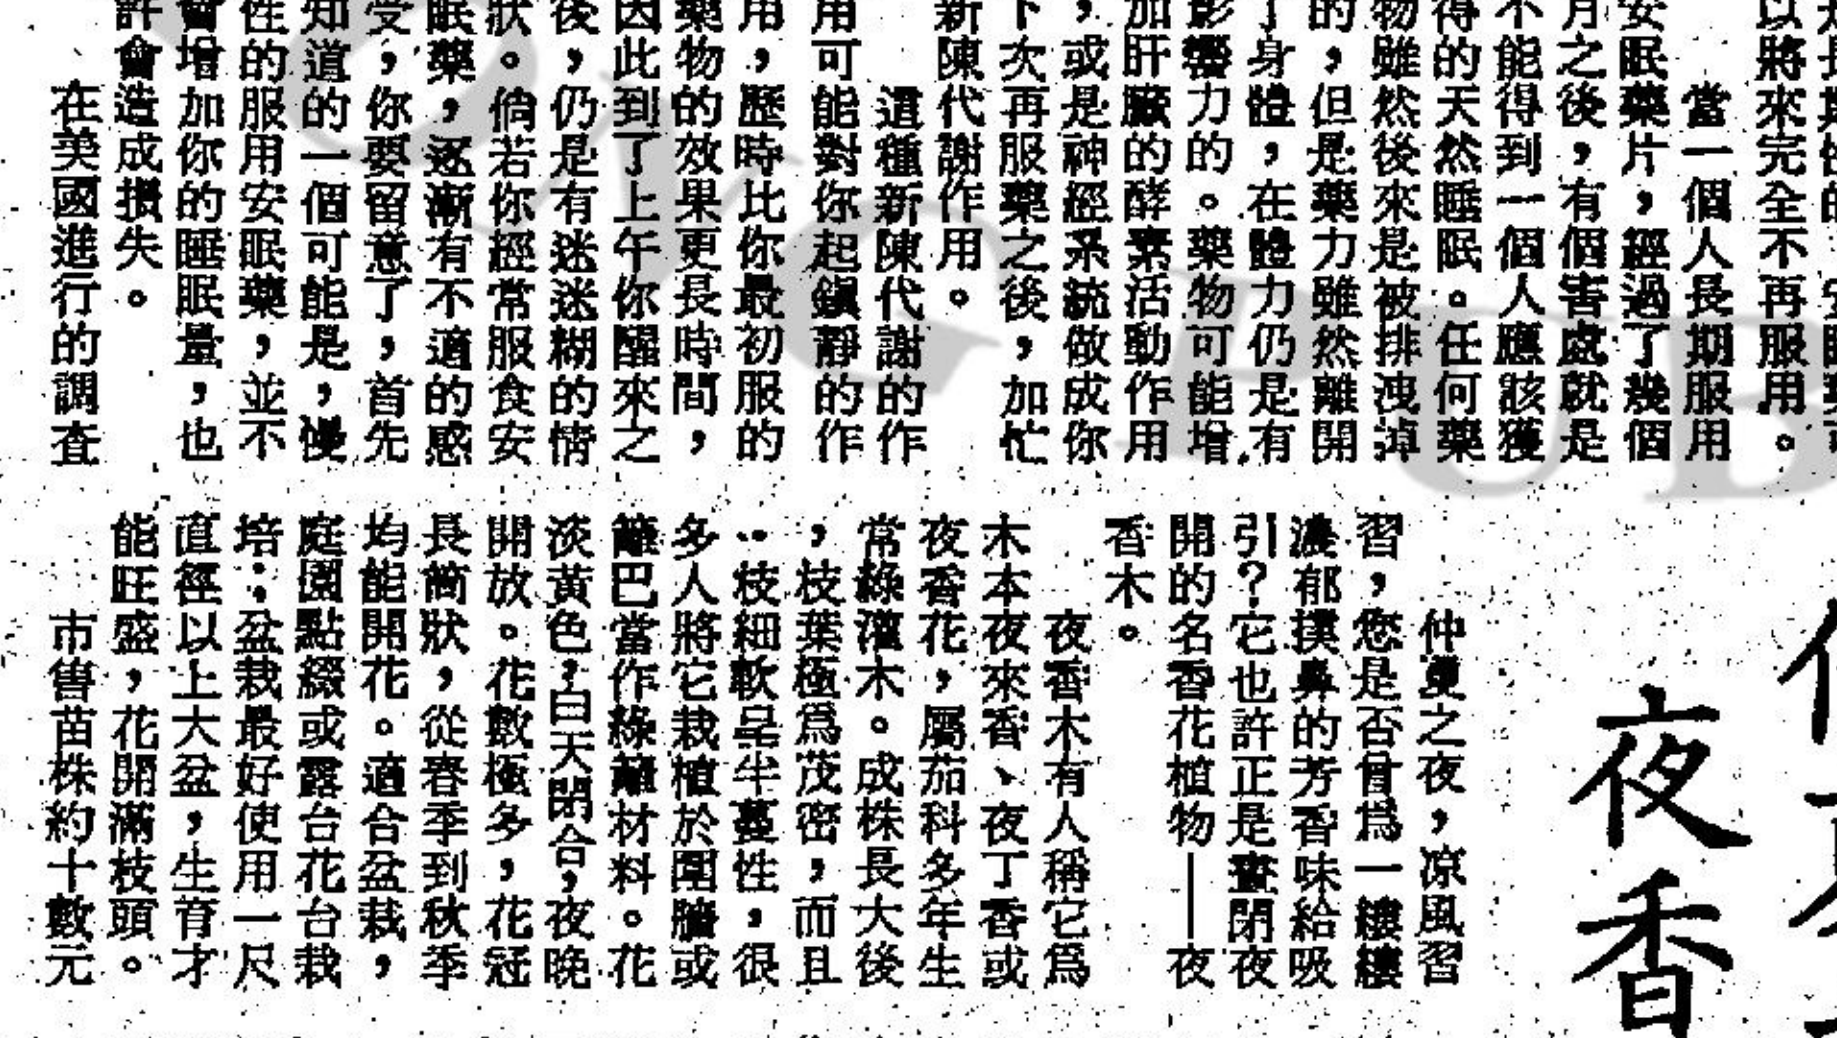 以將來完全不再服用。
當一個人長期服用
安眠藥片，經過了幾個
月之後，有個害處就是
不能得到一個人應該獲
得的天然睡眠。任何藥
物雖然後來是被排洩淖
的，但是藥力雖然離開
了身體，在體力仍是有
影響力的。藥物可能增
加肝臟的酵素活動作用
，或是神經系統做成你
下次再服藥之後，加忙
新陳代謝作用。
這種新陳代謝的作
用可能對你起鎮靜的作
用，歷時比你最初服的
藥物的效果更長時間，
因此到了上午你醒來之
後，仍是有迷迷糊的情
狀。倘若你經常服食安
眠藥，逐漸有不適的感
受，你要留意了，首先
知道的一個可能是，慢
性的服用安眠藥，並不
會增加你的睡眠量，也
許會造成損失。
在美國進行的調查
夜香
仲夏之夜，凉風習
習，您是否曾爲一縷縷
濃郁撲鼻的芳香味給吸
引？它也許正是晝閉夜
開的名香花植物——夜
香木。
夜香木有人稱它爲
木本夜來香、夜丁香或
夜香花，屬茄科多年生
常綠灌木。成株長大後
，枝葉極爲茂密，而且
：枝細軟呈半蔓性，很
多人將它栽植於圍牆或
籬巴當作綠籬材料。花
淡黃色，白天閉合，夜晚
開放。花數極多，花冠
長筒狀，從春季到秋季
均能開花。適合盆栽，
庭園點綴或露台花台栽
培：盆栽最好使用一尺
直徑以上大盆，生育才
能旺盛，花開滿枝頭。
市售苗株約十數元